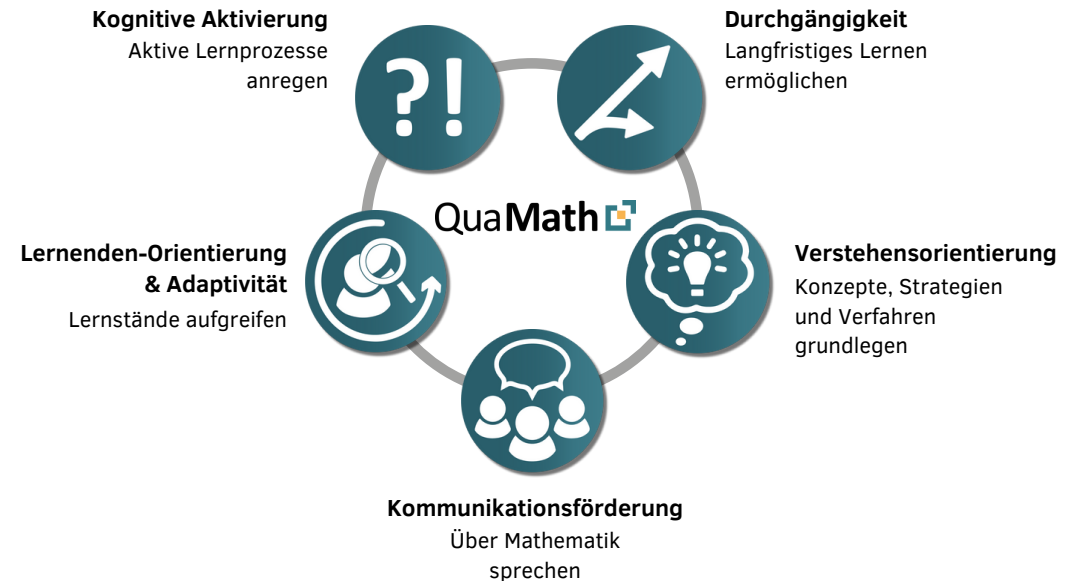 Kognitive Aktivierung
Aktive Lernprozesse
anregen
?!
Durchgängigkeit
Langfristiges Lernen
ermöglichen
QuaMath
Lernenden-Orientierung
& Adaptivität
Lernstände aufgreifen
Verstehensorientierung
Konzepte, Strategien
und Verfahren
grundlegen
Kommunikationsförderung
Über Mathematik
sprechen